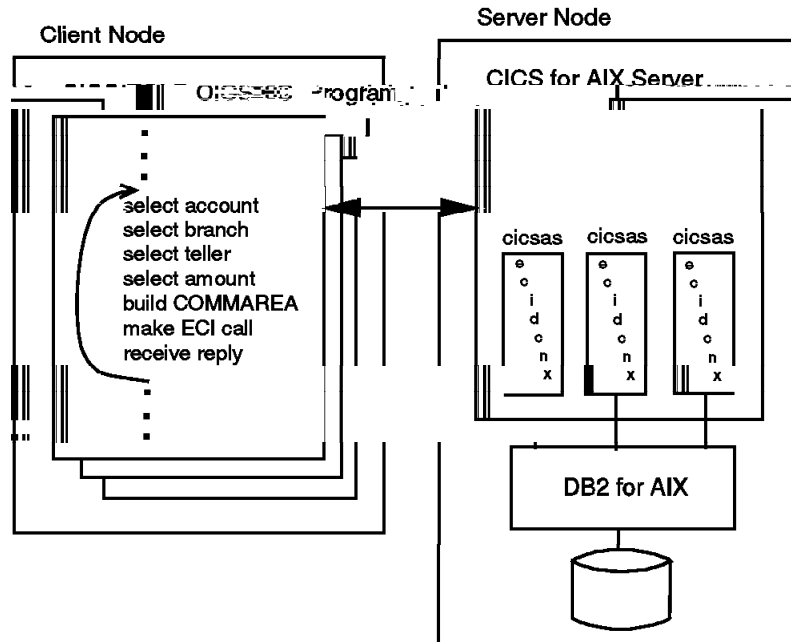 Client Node
Server Node
CICS for AIX Server
Program
select account
select branch
select teller
select amount
build COMMAREA
make ECI call
receive reply
cicsas cicsas cicsas
e c i d c n x
e c i d c n x
e c i d c n x
DB2 for AIX